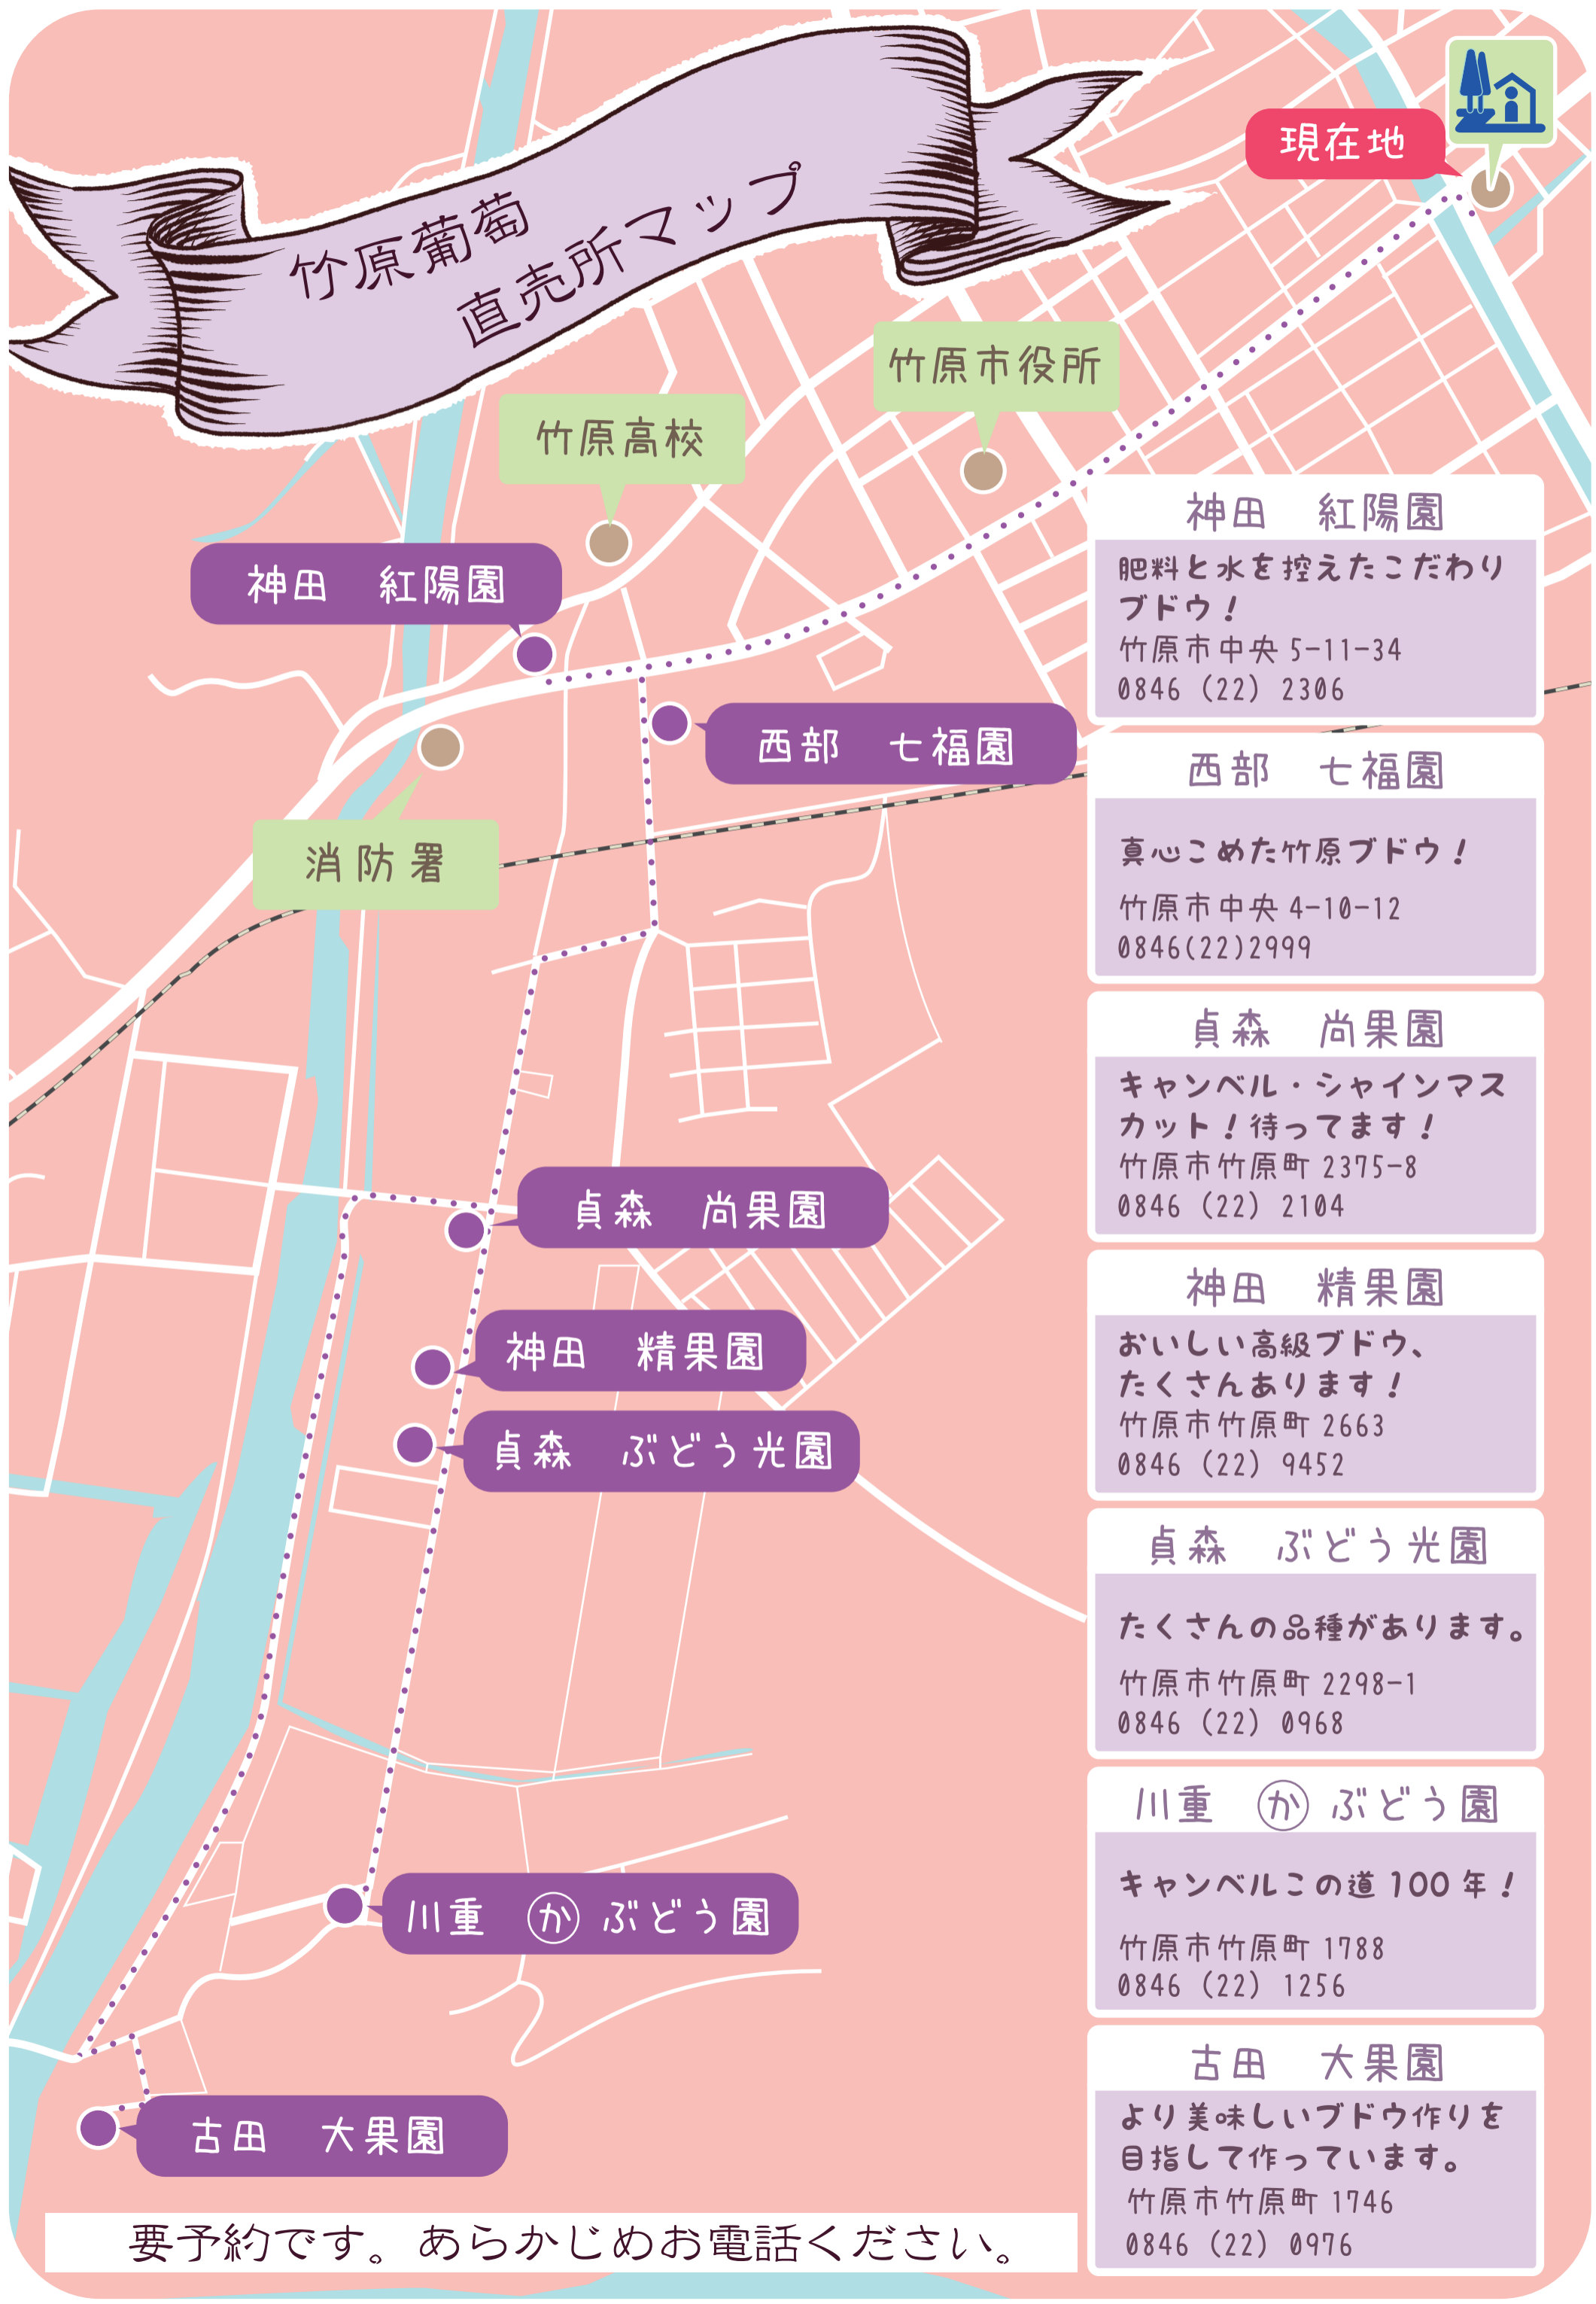 竹原葡萄
直売所マップ
現在地
竹原市役所
竹原高校
神田　紅陽園
西部　七福園
消防署
貞森　尚果園
神田　精果園
貞森　ぶどう光園
川重　㋕ぶどう園
古田　大果園
要予約です。あらかじめお電話ください。
神田　紅陽園
肥料と水を控えたこだわり
ブドウ！
竹原市中央 5-11-34
0846（22）2306
西部　七福園
真心こめた竹原ブドウ！
竹原市中央 4-10-12
0846(22)2999
貞森　尚果園
キャンベル・シャインマス
カット！待ってます！
竹原市竹原町 2375-8
0846（22）2104
神田　精果園
おいしい高級ブドウ、
たくさんあります！
竹原市竹原町 2663
0846（22）9452
貞森　ぶどう光園
たくさんの品種があります。
竹原市竹原町 2298-1
0846（22）0968
川重　㋕ぶどう園
キャンベルこの道 100 年！
竹原市竹原町 1788
0846（22）1256
古田　大果園
より美味しいブドウ作りを
目指して作っています。
竹原市竹原町 1746
0846（22）0976